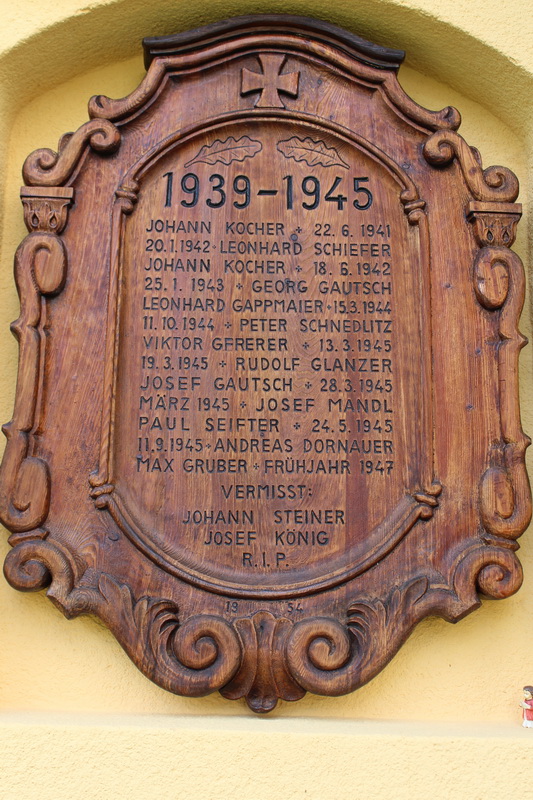 1939-1945
JOHANN KOCHER + 22.6.1941
20.1.1942 + LEONHARD SCHIEFER
JOHANN KOCHER + 18.6.1942
25.1.1943 + GEORG GAUTSCH
LEONHARD GAPPMAIER + 15.3.1944
11.10.1944 + PETER SCHNEDLITZ
VIKTOR GFRERER + 13.3.1945
19.3.1945 + RUDOLF GLANZER
JOSEF GAUTSCH + 28.3.1945
MÄRZ 1945 + JOSEF MANDL
PAUL SEIFTER + 24.5.1945
11.9.1945 + ANDREAS DORNAUER
MAX GRUBER + FRÜHJAHR 1947
VERMISST:
JOHANN STEINER
JOSEF KÖNIG
R.I.P.
19 54